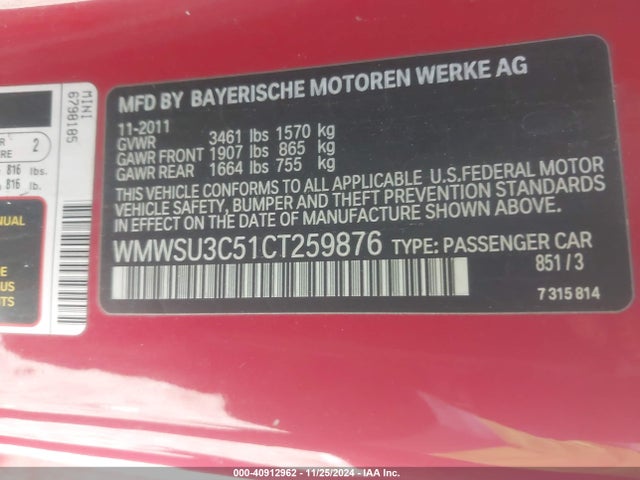 MFD BY BAYERISCHE MOTOREN WERKE AG
11-2011
GVWR 3461 lbs 1570 kg
GAWR FRONT 1907 lbs 865 kg
GAWR REAR 1664 lbs 755 kg
THIS VEHICLE CONFORMS TO ALL APPLICABLE U.S.FEDERAL MOTOR
VEHICLE SAFETY, BUMPER AND THEFT PREVENTION STANDARDS
IN EFFECT ON THE DATE OF MANUFACTURE SHOWN ABOVE.
WMWSU3C51CT259876 TYPE: PASSENGER CAR
851 / 3
7 315 814
MINI
6798105
2
816 lbs.
816 lb.
000-40912962 - 11/25/2024 - IAA Inc.